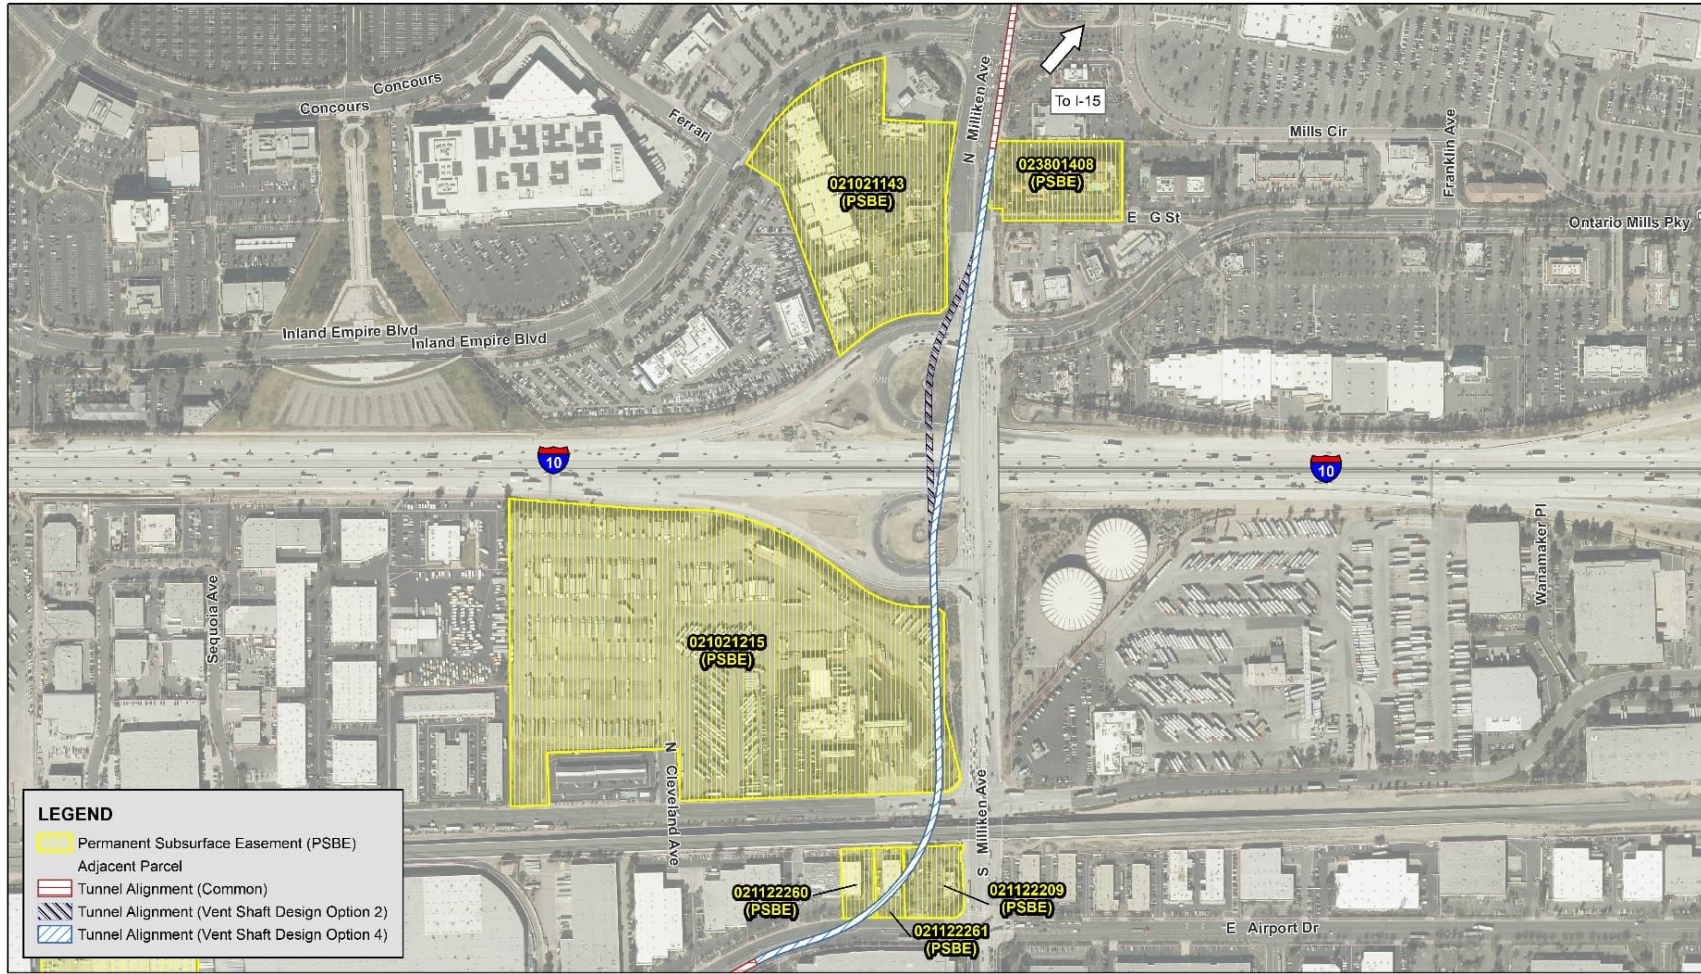 To I-15
Concours
Concours
Ferrari
N Milliken Ave
Mills Cir
Franklin Ave
023801408
(PSBE)
021021143
(PSBE)
E G St
Ontario Mills Pky
Inland Empire Blvd
Inland Empire Blvd
10
10
Wanamaker Pl
Sequoia Ave
021021215
(PSBE)
N Cleveland Ave
S Milliken Ave
021122260
(PSBE)
021122209
(PSBE)
021122261
(PSBE)
E Airport Dr
LEGEND
Permanent Subsurface Easement (PSBE)
Adjacent Parcel
Tunnel Alignment (Common)
Tunnel Alignment (Vent Shaft Design Option 2)
Tunnel Alignment (Vent Shaft Design Option 4)